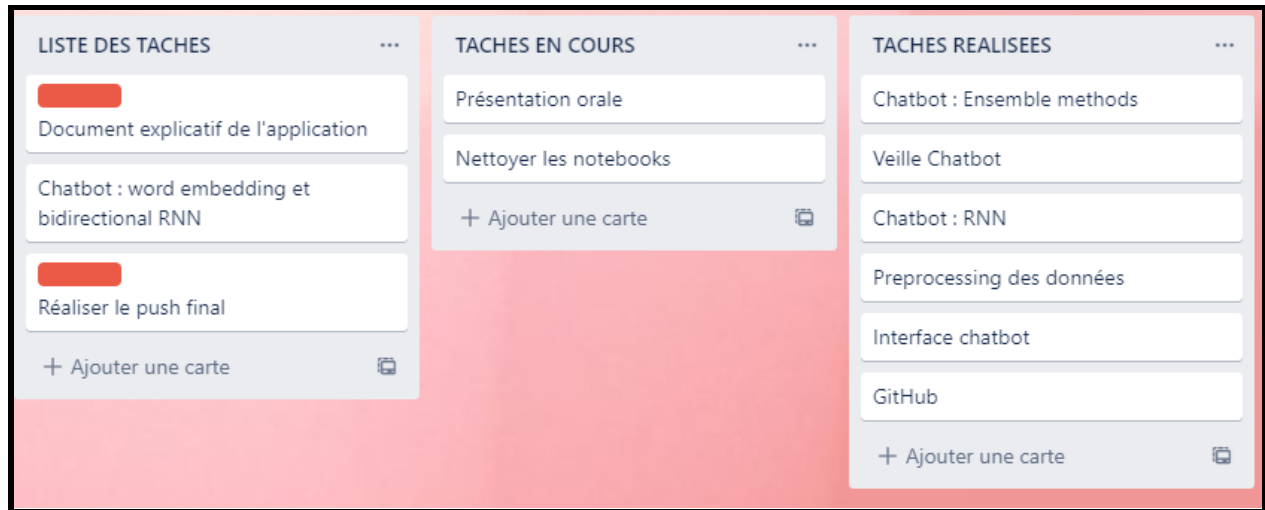 LISTE DES TACHES
Document explicatif de l'application
Chatbot : word embedding et
bidirectional RNN
Réaliser le push final
+ Ajouter une carte
TACHES EN COURS
Présentation orale
Nettoyer les notebooks
+ Ajouter une carte
TACHES REALISEES
Chatbot : Ensemble methods
Veille Chatbot
Chatbot : RNN
Preprocessing des données
Interface chatbot
GitHub
+ Ajouter une carte